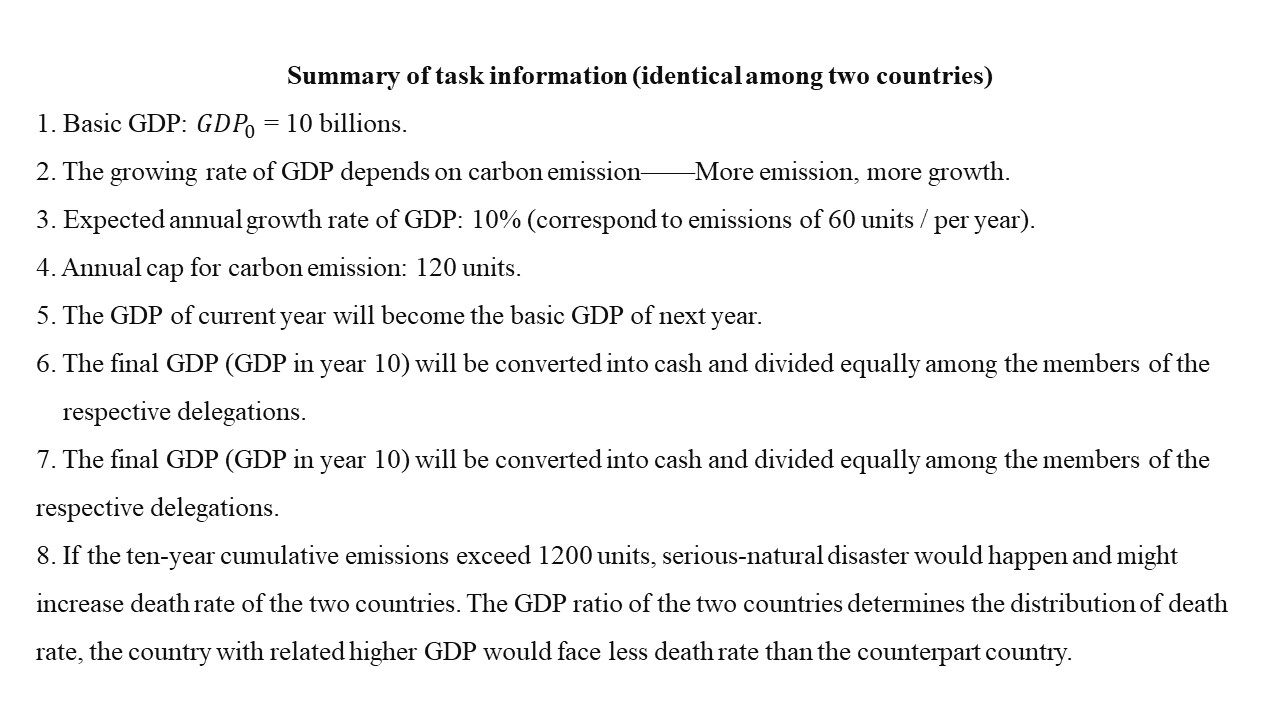 Summary of task information (identical among two countries)
1. Basic GDP: 𝐺𝐷𝑃₀ = 10 billions.
2. The growing rate of GDP depends on carbon emission——More emission, more growth.
3. Expected annual growth rate of GDP: 10% (correspond to emissions of 60 units / per year).
4. Annual cap for carbon emission: 120 units.
5. The GDP of current year will become the basic GDP of next year.
6. The final GDP (GDP in year 10) will be converted into cash and divided equally among the members of the
respective delegations.
7. The final GDP (GDP in year 10) will be converted into cash and divided equally among the members of the
respective delegations.
8. If the ten-year cumulative emissions exceed 1200 units, serious-natural disaster would happen and might
increase death rate of the two countries. The GDP ratio of the two countries determines the distribution of death
rate, the country with related higher GDP would face less death rate than the counterpart country.